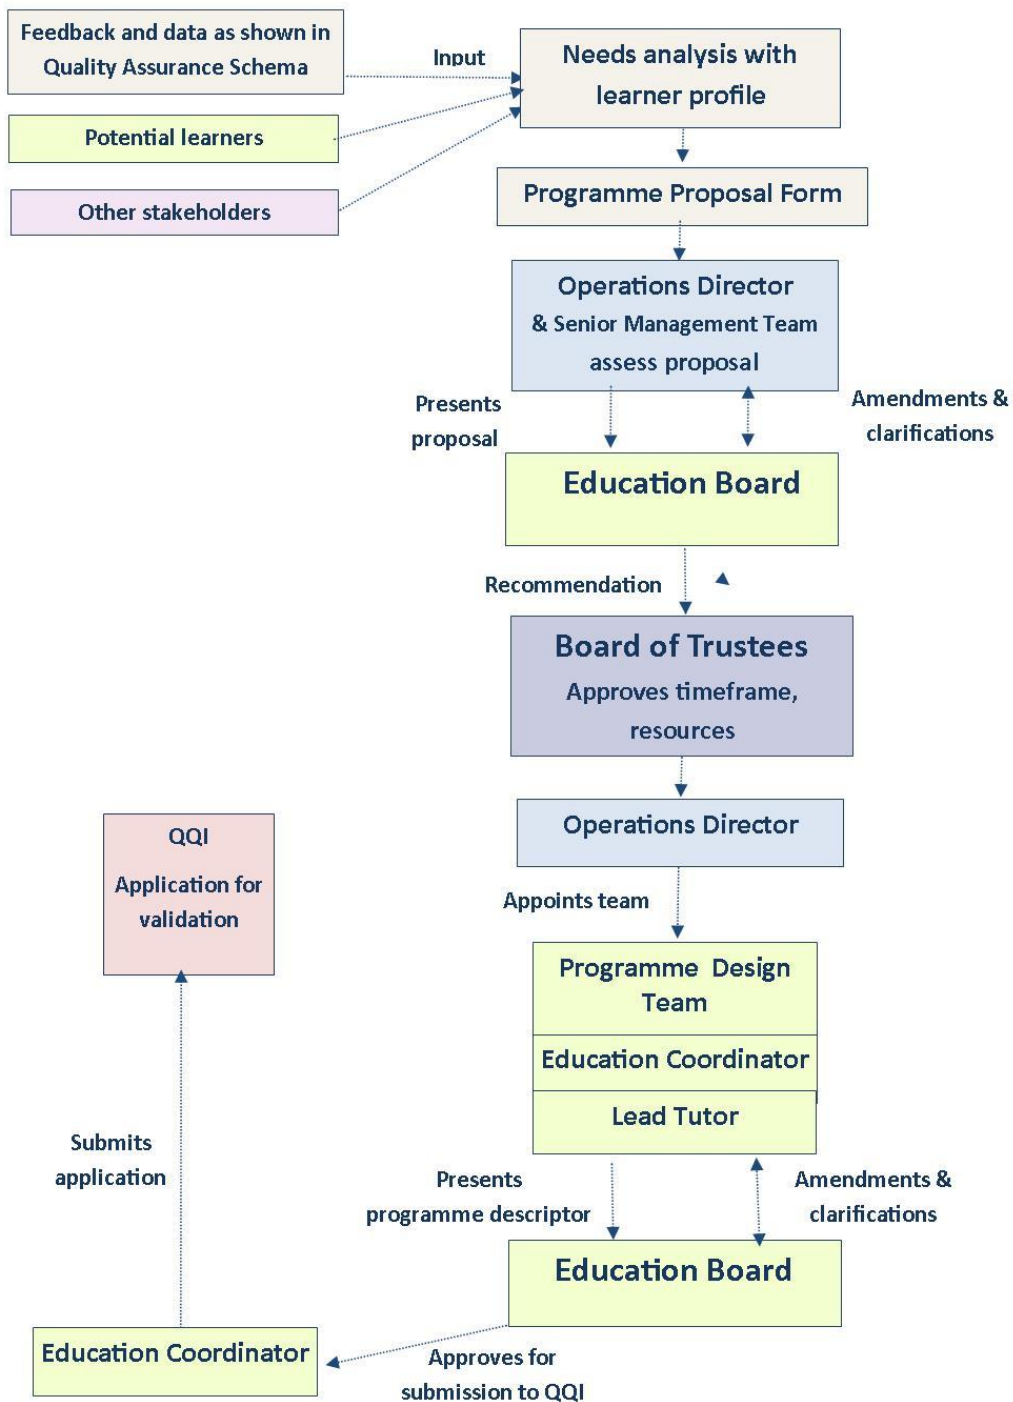 Feedback and data as shown in
Quality Assurance Schema
Input
Needs analysis with
learner profile
Potential learners
Other stakeholders
Programme Proposal Form
Operations Director
& Senior Management Team
assess proposal
Presents
proposal
Amendments &
clarifications
Education Board
Recommendation
Board of Trustees
Approves timeframe,
resources
Operations Director
Appoints team
QQI
Application for
validation
Programme Design
Team
Education Coordinator
Lead Tutor
Submits
application
Presents
programme descriptor
Amendments &
clarifications
Education Board
Education Coordinator
Approves for
submission to QQI